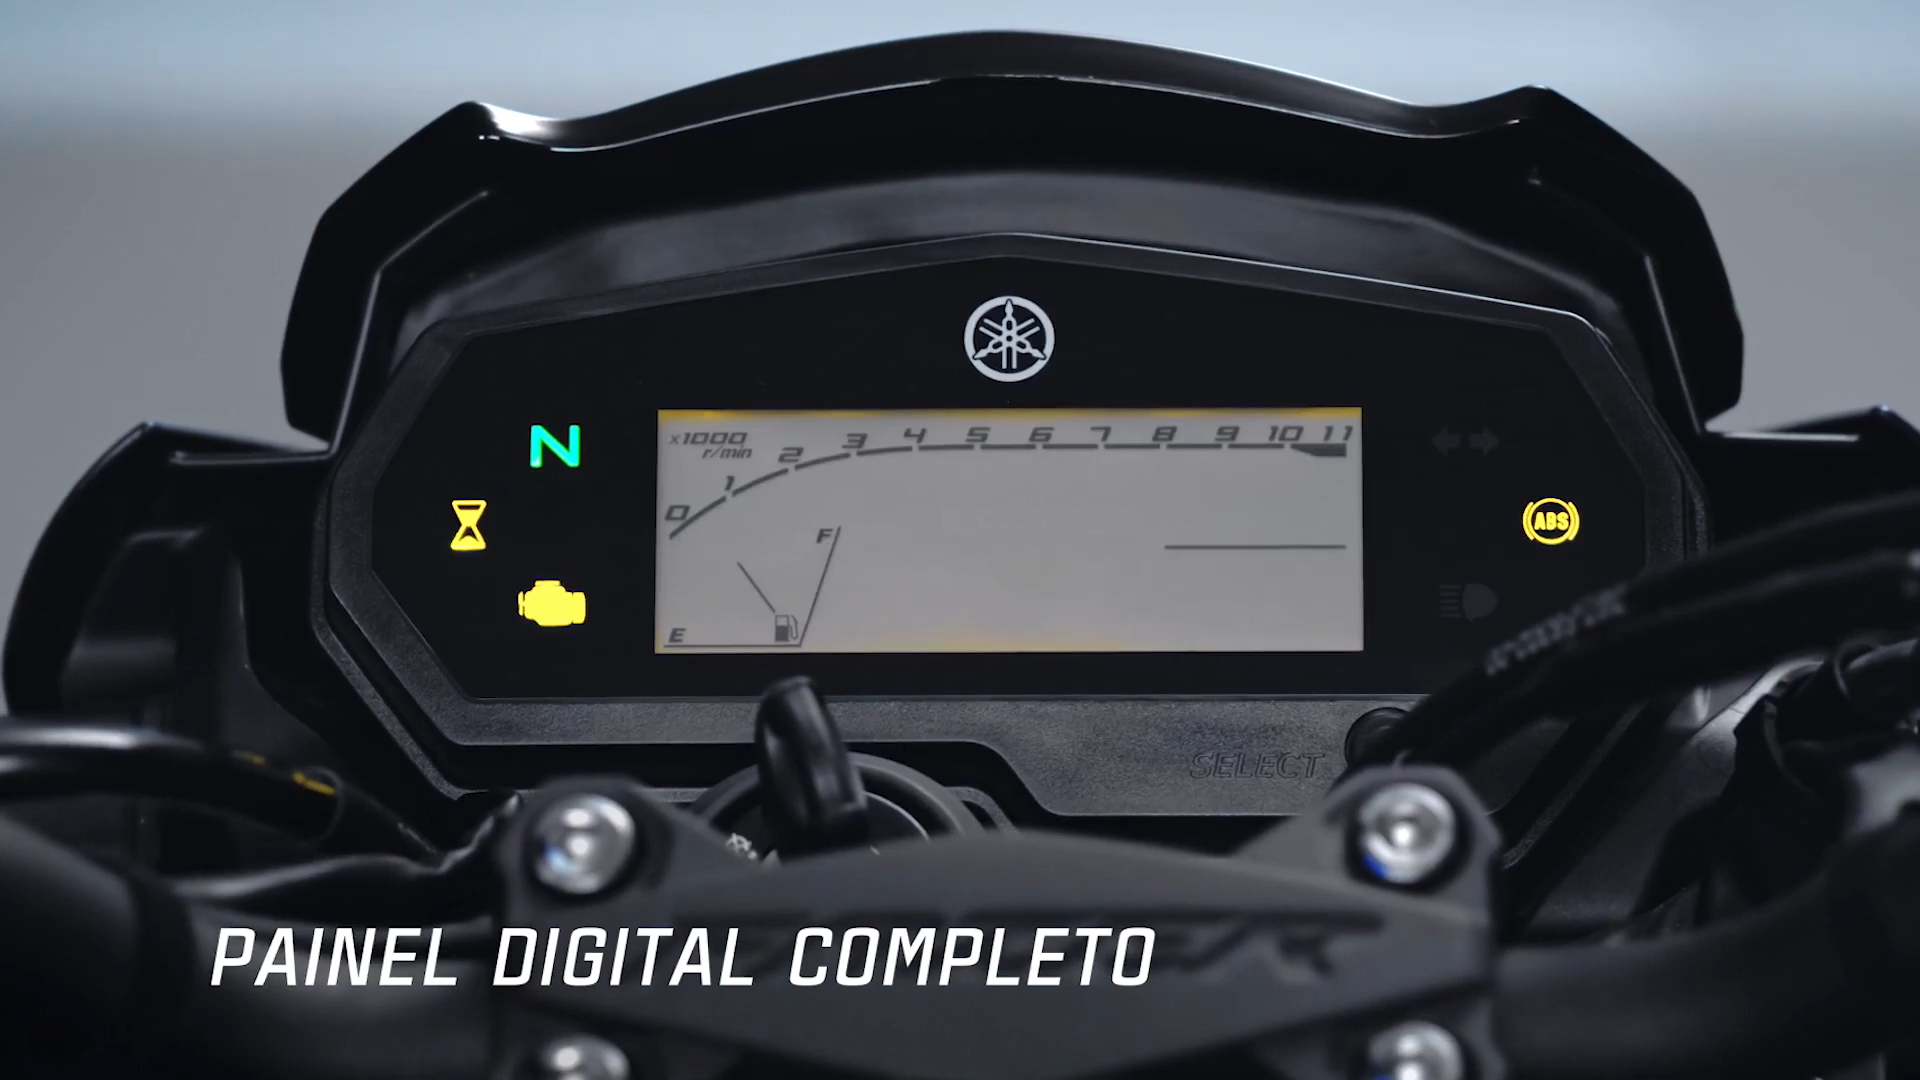 x1000
r/min
0 1 2 3 4 5 6 7 8 9 10 11
N
ABS
F
E
SELECT
PAINEL DIGITAL COMPLETO